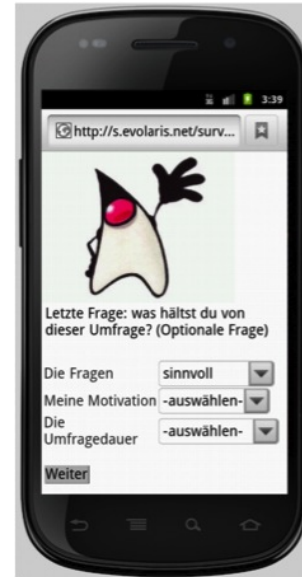 3:39
http://s.evolaris.net/surv...
Letzte Frage: was hältst du von
dieser Umfrage? (Optionale Frage)
Die Fragen sinnvoll
Meine Motivation -auswählen-
Die
Umfragedauer -auswählen-
Weiter